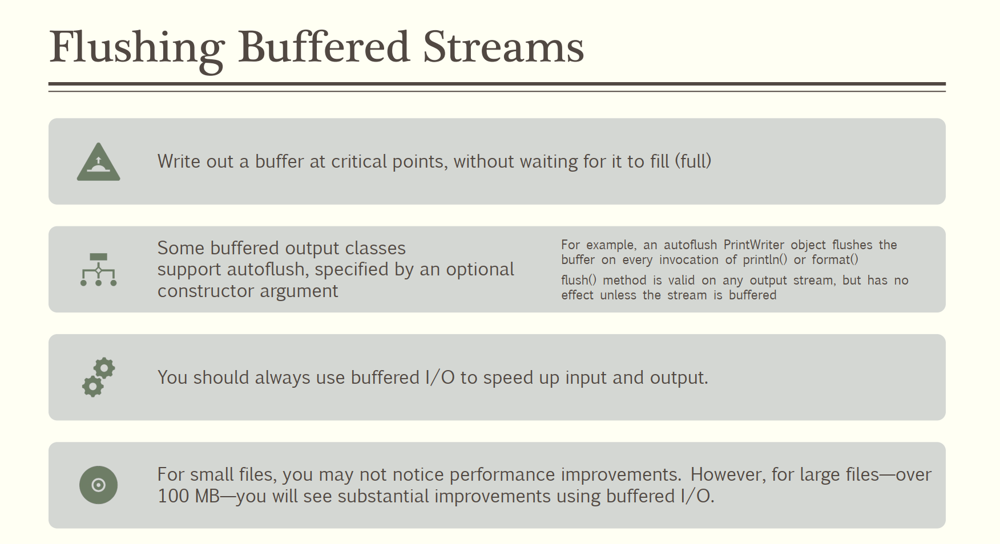 Flushing Buffered Streams
Write out a buffer at critical points, without waiting for it to fill (full)
Some buffered output classes
support autoflush, specified by an optional
constructor argument
For example, an autoflush PrintWriter object flushes the
buffer on every invocation of println() or format()
flush() method is valid on any output stream, but has no
effect unless the stream is buffered
You should always use buffered I/O to speed up input and output.
For small files, you may not notice performance improvements. However, for large files—over
100 MB—you will see substantial improvements using buffered I/O.